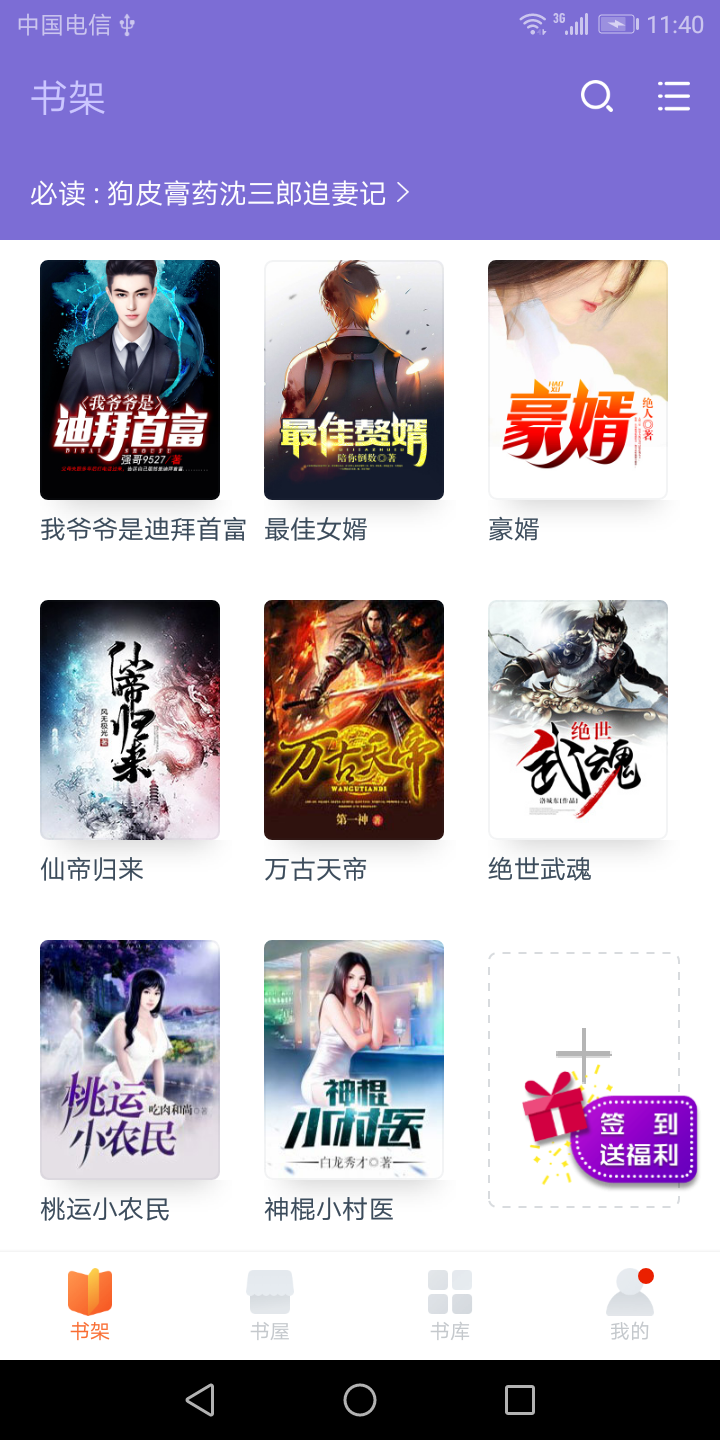 中国电信
3G
11:40
书架
必读 : 狗皮膏药沈三郎追妻记
《我爷爷是》
迪拜首富
强哥9527/著
最佳赘婿
陪你倒数◎著
豪婿
绝人◎著
我爷爷是迪拜首富
最佳女婿
豪婿
仙帝归来
风无极光 著
万古天帝
WANGUTIANDI
第一神 著
绝世
武魂
洛城东|作品|
仙帝归来
万古天帝
绝世武魂
桃运
吃肉和尚◎著
小农民
神棍
小村医
白龙秀才◎著
签 到
送福利
桃运小农民
神棍小村医
书架
书屋
书库
我的